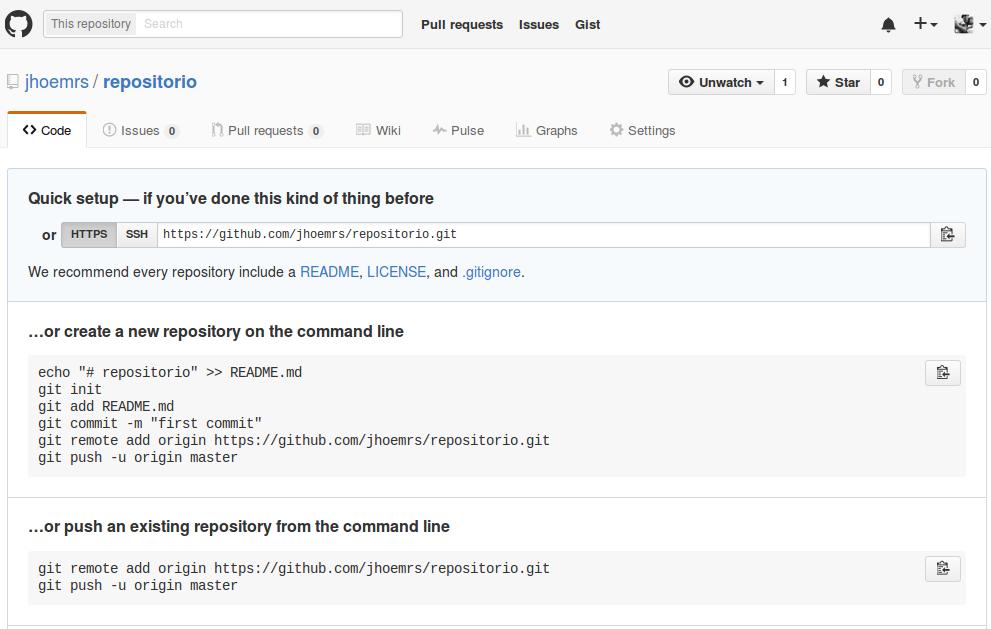 This repository Search Pull requests Issues Gist
jhoemrs / repositorio Unwatch 1 Star 0 Fork 0
Code Issues 0 Pull requests 0 Wiki Pulse Graphs Settings
Quick setup — if you’ve done this kind of thing before
or HTTPS SSH https://github.com/jhoemrs/repositorio.git
We recommend every repository include a README, LICENSE, and .gitignore.
…or create a new repository on the command line
echo "# repositorio" >> README.md
git init
git add README.md
git commit -m "first commit"
git remote add origin https://github.com/jhoemrs/repositorio.git
git push -u origin master
…or push an existing repository from the command line
git remote add origin https://github.com/jhoemrs/repositorio.git
git push -u origin master